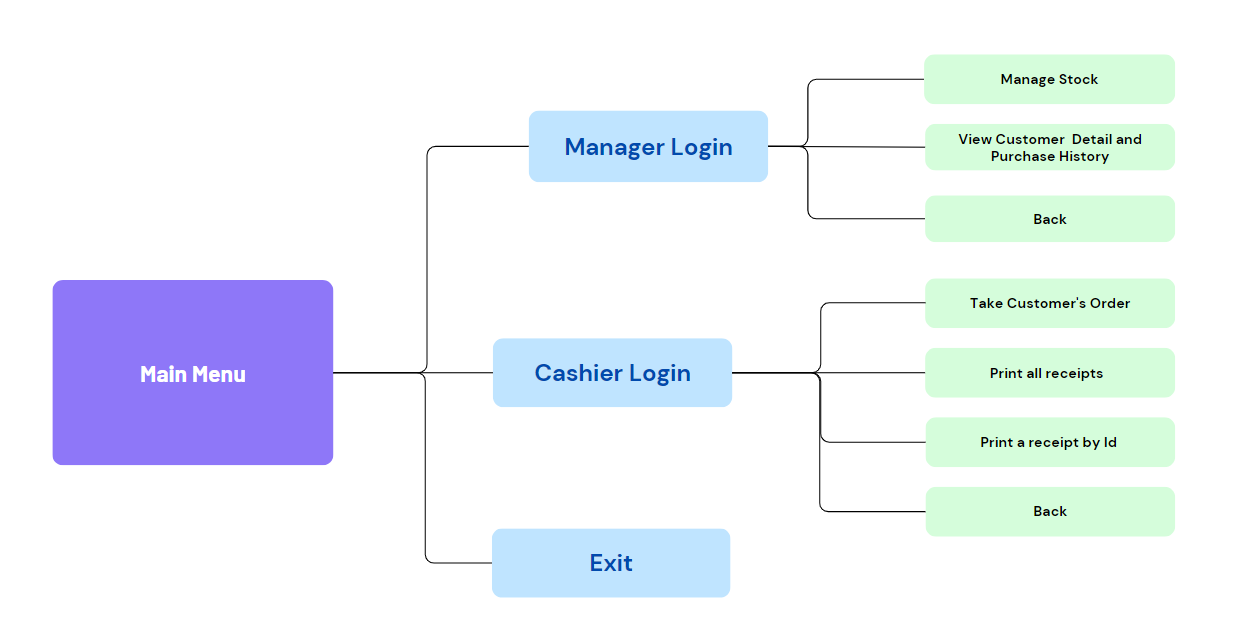 Main Menu
Manager Login
Manage Stock
View Customer  Detail and
Purchase History
Back
Cashier Login
Take Customer's Order
Print all receipts
Print a receipt by Id
Back
Exit